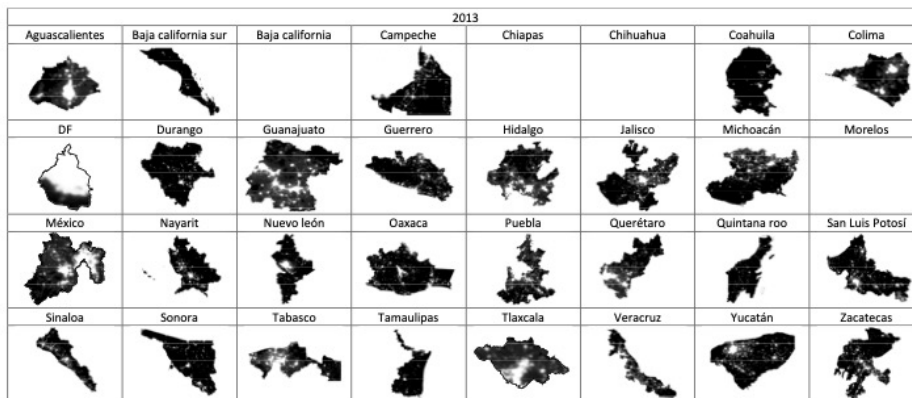 2013
Aguascalientes Baja california sur Baja california Campeche Chiapas Chihuahua Coahuila Colima
DF Durango Guanajuato Guerrero Hidalgo Jalisco Michoacán Morelos
México Nayarit Nuevo león Oaxaca Puebla Querétaro Quintana roo San Luis Potosí
Sinaloa Sonora Tabasco Tamaulipas Tlaxcala Veracruz Yucatán Zacatecas